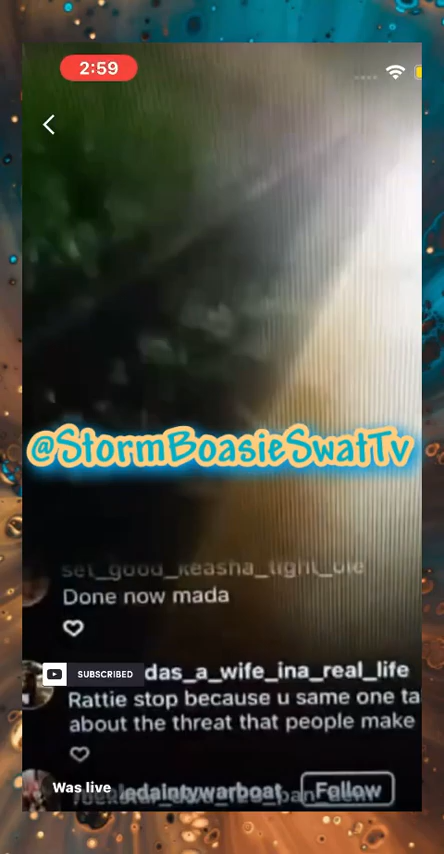 2:59
@StormBoasieSwatTv
Done now mada
SUBSCRIBED
das_a_wife_ina_real_life
Rattie stop because u same one ta
about the threat that people make
Was live
ledaintywarboat
Follow